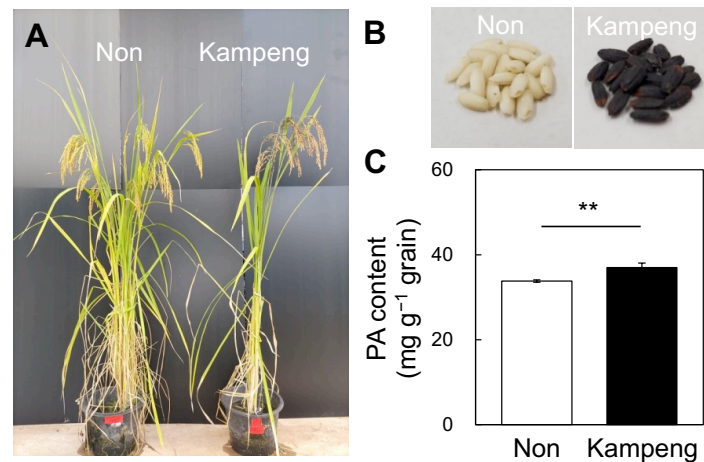 A
Non
Kampeng
B
Non
Kampeng
C
60
40
20
0
PA content
(mg g⁻¹ grain)
**
Non
Kampeng